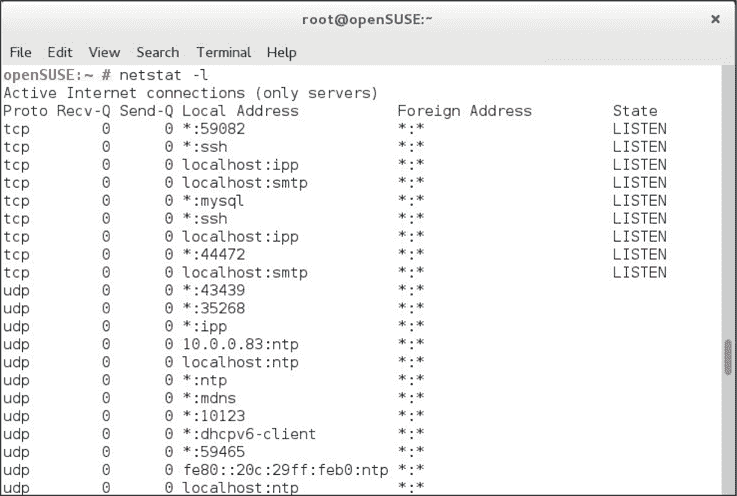 root@openSUSE:~ ×
File Edit View Search Terminal Help
openSUSE:~ # netstat -l
Active Internet connections (only servers)
Proto Recv-Q Send-Q Local Address Foreign Address State
tcp 0 0 *:59082 *:* LISTEN
tcp 0 0 *:ssh *:* LISTEN
tcp 0 0 localhost:ipp *:* LISTEN
tcp 0 0 localhost:smtp *:* LISTEN
tcp 0 0 *:mysql *:* LISTEN
tcp 0 0 *:ssh *:* LISTEN
tcp 0 0 localhost:ipp *:* LISTEN
tcp 0 0 *:44472 *:* LISTEN
tcp 0 0 localhost:smtp *:* LISTEN
udp 0 0 *:43439 *:*
udp 0 0 *:35268 *:*
udp 0 0 *:ipp *:*
udp 0 0 10.0.0.83:ntp *:*
udp 0 0 localhost:ntp *:*
udp 0 0 *:ntp *:*
udp 0 0 *:mdns *:*
udp 0 0 *:10123 *:*
udp 0 0 *:dhcpv6-client *:*
udp 0 0 *:59465 *:*
udp 0 0 fe80::20c:29ff:feb0:ntp *:*
udp 0 0 localhost:ntp *:*